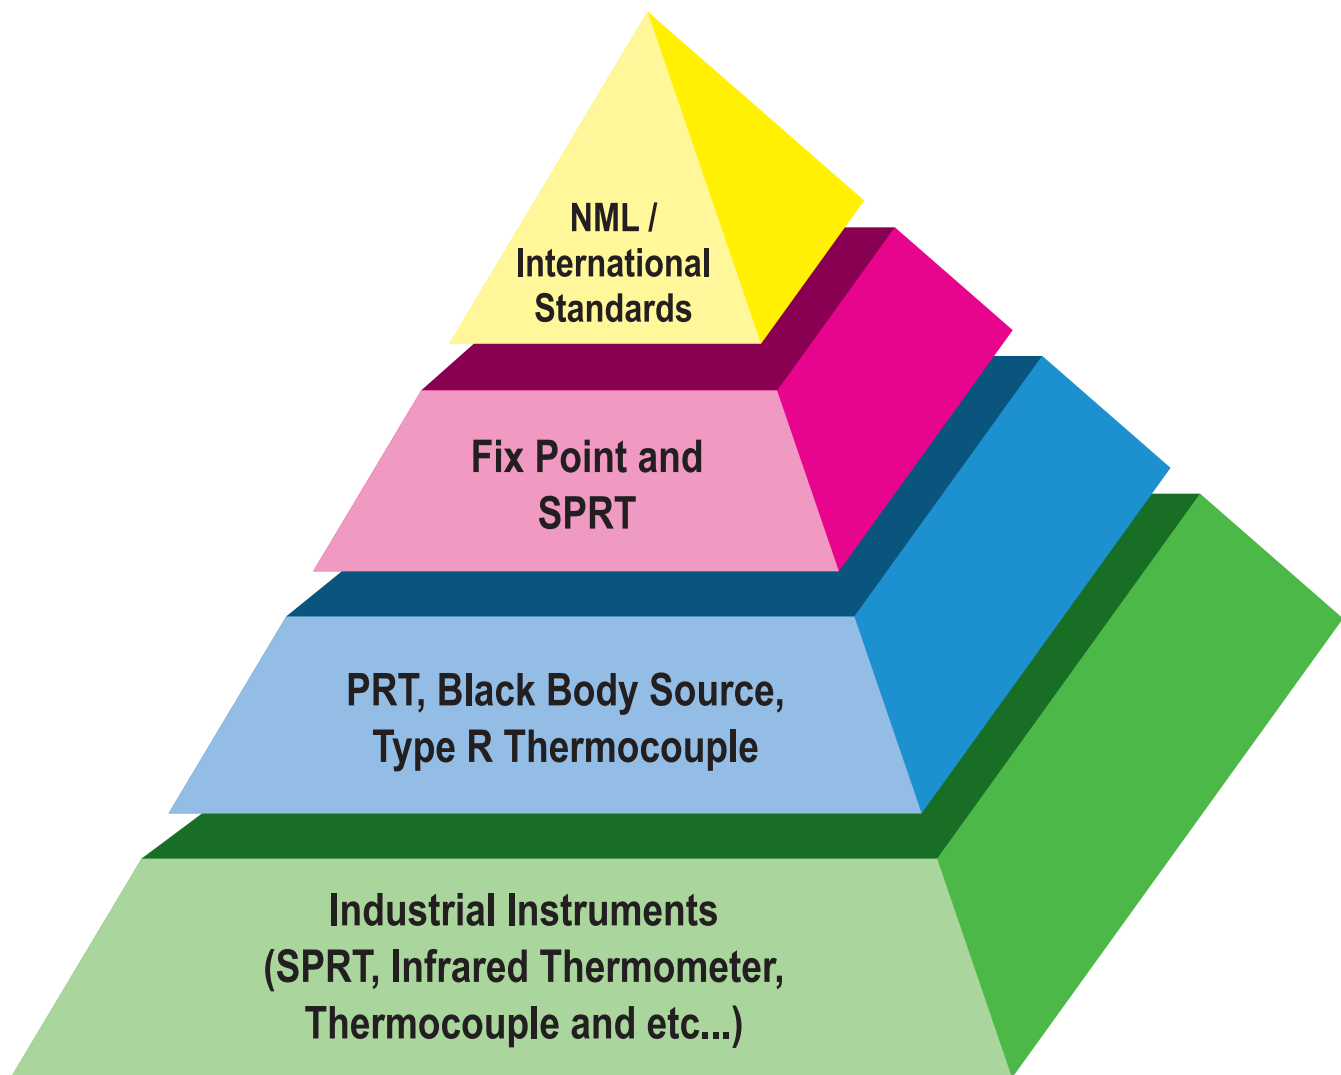 NML /
International
Standards
Fix Point and
SPRT
PRT, Black Body Source,
Type R Thermocouple
Industrial Instruments
(SPRT, Infrared Thermometer,
Thermocouple and etc...)